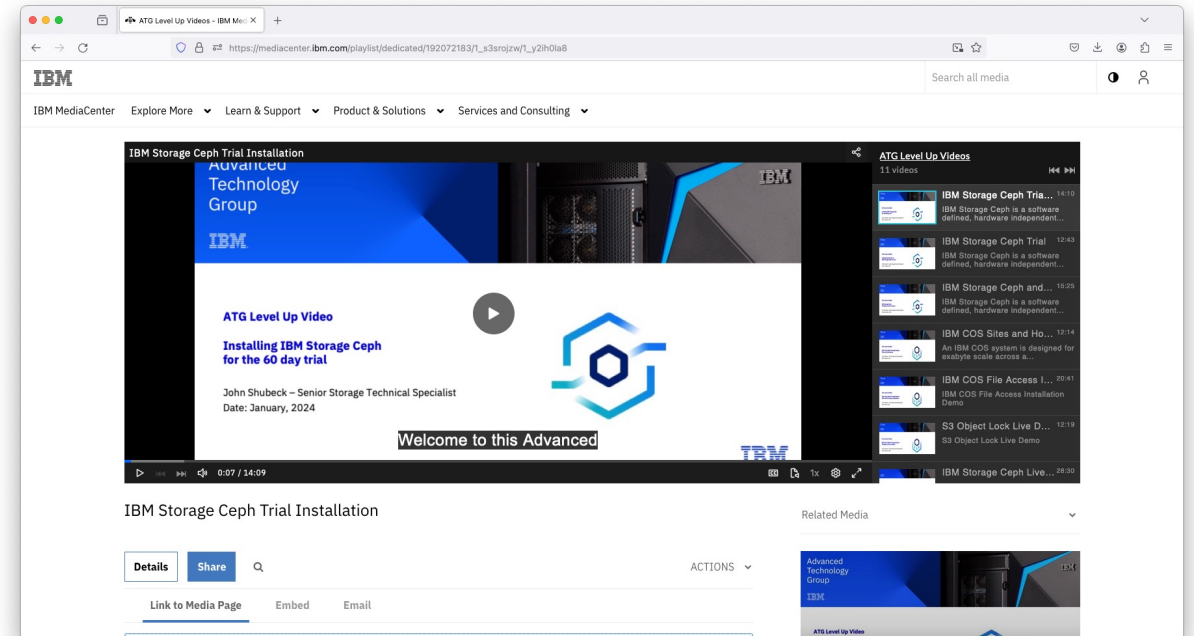 ATG Level Up Videos - IBM Med
https://mediacenter.ibm.com/playlist/dedicated/192072183/1_s3srojzw/1_y2ih0la8
IBM
Search all media
IBM MediaCenter Explore More Learn & Support Product & Solutions Services and Consulting
IBM Storage Ceph Trial Installation
Advanced
Technology
Group
IBM
IBM
ATG Level Up Video
Installing IBM Storage Ceph
for the 60 day trial
John Shubeck – Senior Storage Technical Specialist
Date: January, 2024
Welcome to this Advanced
IBM
0:07 / 14:09
1x
ATG Level Up Videos
11 videos
IBM Storage Ceph Tria... 14:10
IBM Storage Ceph is a software
defined, hardware independent...
IBM Storage Ceph Trial 12:43
IBM Storage Ceph is a software
defined, hardware independent...
IBM Storage Ceph and... 15:25
IBM Storage Ceph is a software
defined, hardware independent...
IBM COS Sites and Ho... 12:14
An IBM COS system is designed for
exabyte scale across a...
IBM COS File Access I... 20:41
IBM COS File Access Installation
Demo
S3 Object Lock Live D... 12:19
S3 Object Lock Live Demo
IBM Storage Ceph Live... 28:30
IBM Storage Ceph Trial Installation
Related Media
Details Share ACTIONS
Link to Media Page Embed Email
Advanced
Technology
Group
IBM
IBM
ATG Level Up Video